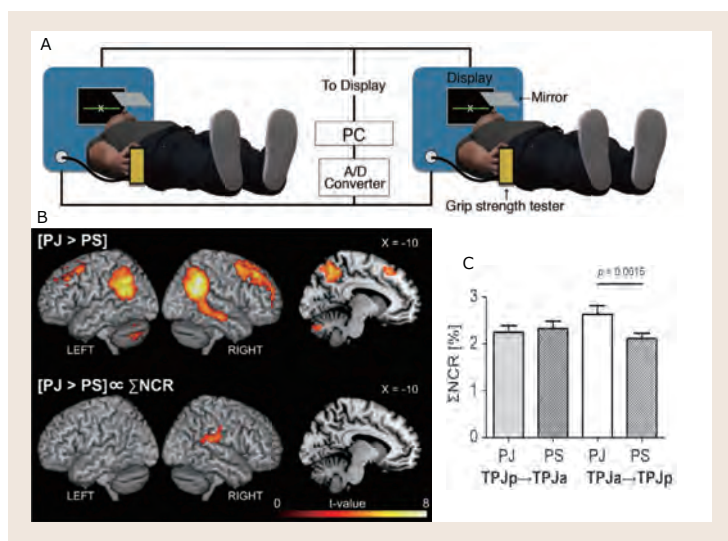 A
To Display
PC
A/D
Converter
Display
Mirror
Grip strength tester
B
[PJ > PS]
X = -10
LEFT
RIGHT
[PJ > PS]∝ ∑NCR
X = -10
LEFT
RIGHT
0
t-value
8
C
p = 0.0015
ΣNCR [%]
3
2
1
0
PJ
PS
PJ
PS
TPJp→TPJa
TPJa→TPJp